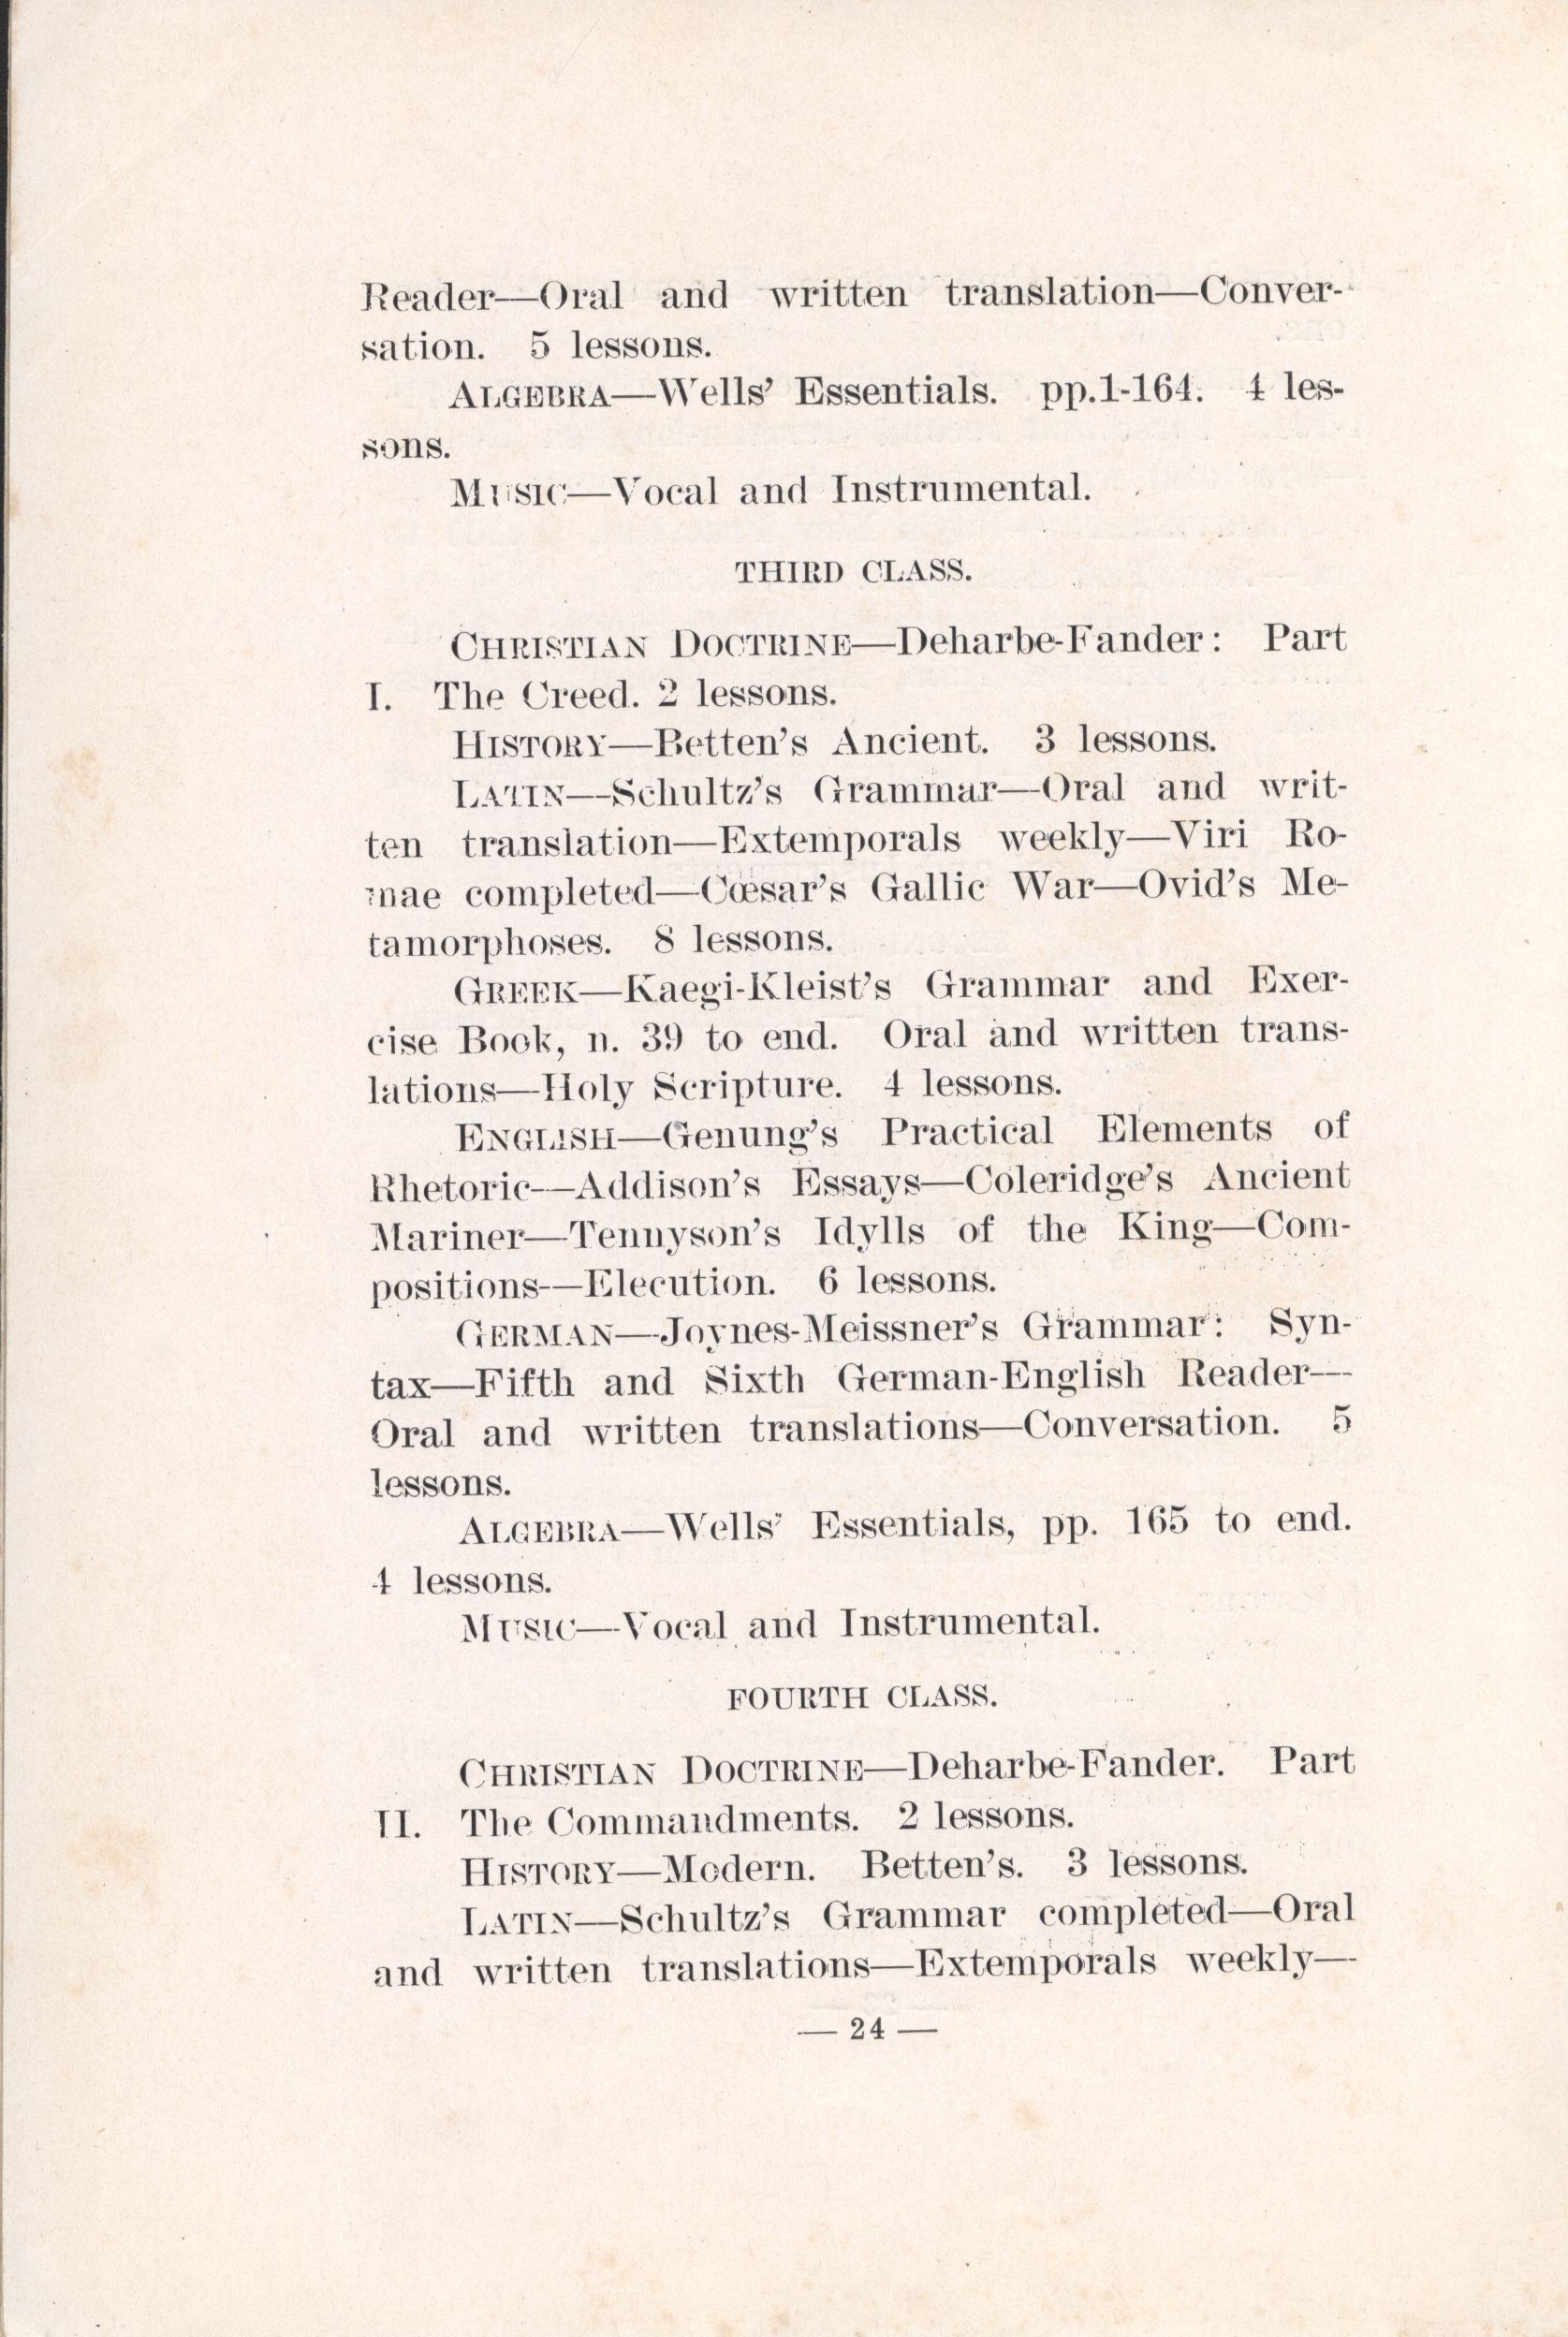 Reader—Oral and written translation—Conver-
sation. 5 lessons.
ALGEBRA—Wells' Essentials. pp.1-164. 4 les-
sons.
MUSIC—Vocal and Instrumental.
THIRD CLASS.
CHRISTIAN DOCTRINE—Deharbe-Fander: Part
I. The Creed. 2 lessons.
HISTORY—Betten's Ancient. 3 lessons.
LATIN—Schultz's Grammar—Oral and writ-
ten translation—Extemporals weekly—Viri Ro-
mae completed—Cœsar's Gallic War—Ovid's Me-
tamorphoses. 8 lessons.
GREEK—Kaegi-Kleist's Grammar and Exer-
cise Book, n. 39 to end. Oral and written trans-
lations—Holy Scripture. 4 lessons.
ENGLISH—Genung's Practical Elements of
Rhetoric—Addison's Essays—Coleridge's Ancient
Mariner—Tennyson's Idylls of the King—Com-
positions—Elecution. 6 lessons.
GERMAN—Joynes-Meissner's Grammar: Syn-
tax—Fifth and Sixth German-English Reader—
Oral and written translations—Conversation. 5
lessons.
ALGEBRA—Wells' Essentials, pp. 165 to end.
4 lessons.
MUSIC—Vocal and Instrumental.
FOURTH CLASS.
CHRISTIAN DOCTRINE—Deharbe-Fander. Part
II. The Commandments. 2 lessons.
HISTORY—Modern. Betten's. 3 lessons.
LATIN—Schultz's Grammar completed—Oral
and written translations—Extemporals weekly—
— 24 —